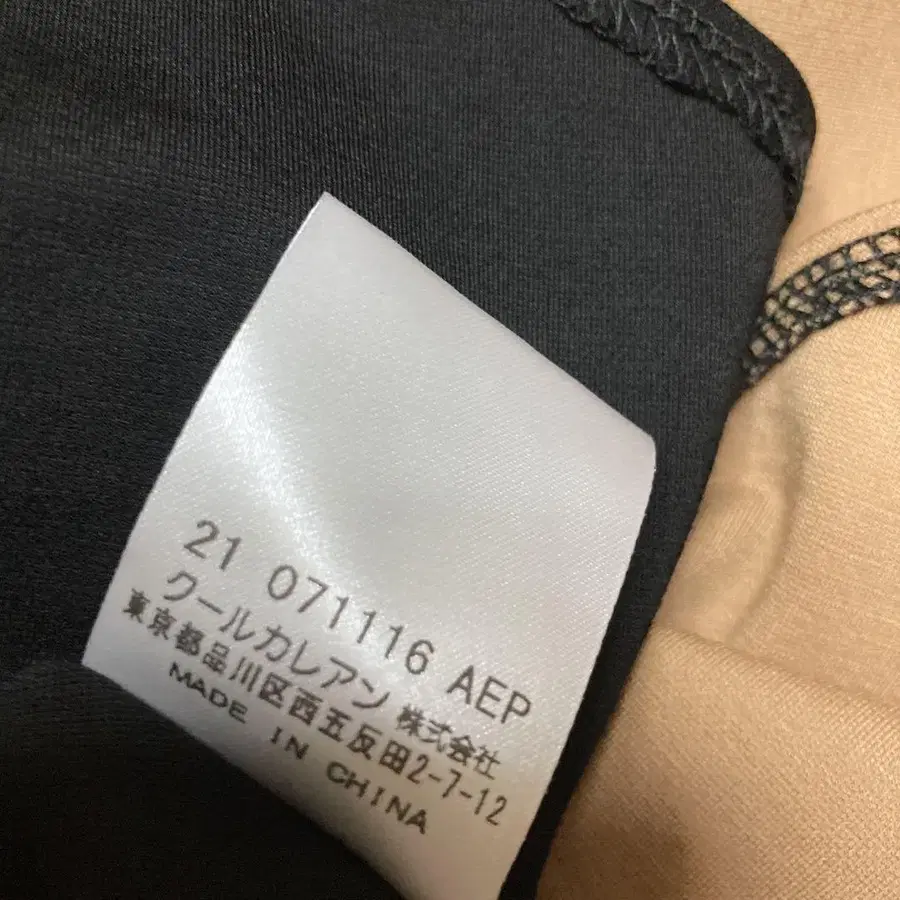 21 071116 AEP
クールカレアン 株式会社
東京都品川区西五反田2-7-12
MADE IN CHINA